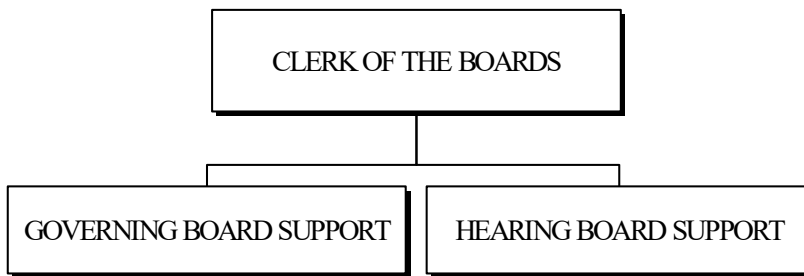 CLERK OF THE BOARDS
GOVERNING BOARD SUPPORT
HEARING BOARD SUPPORT